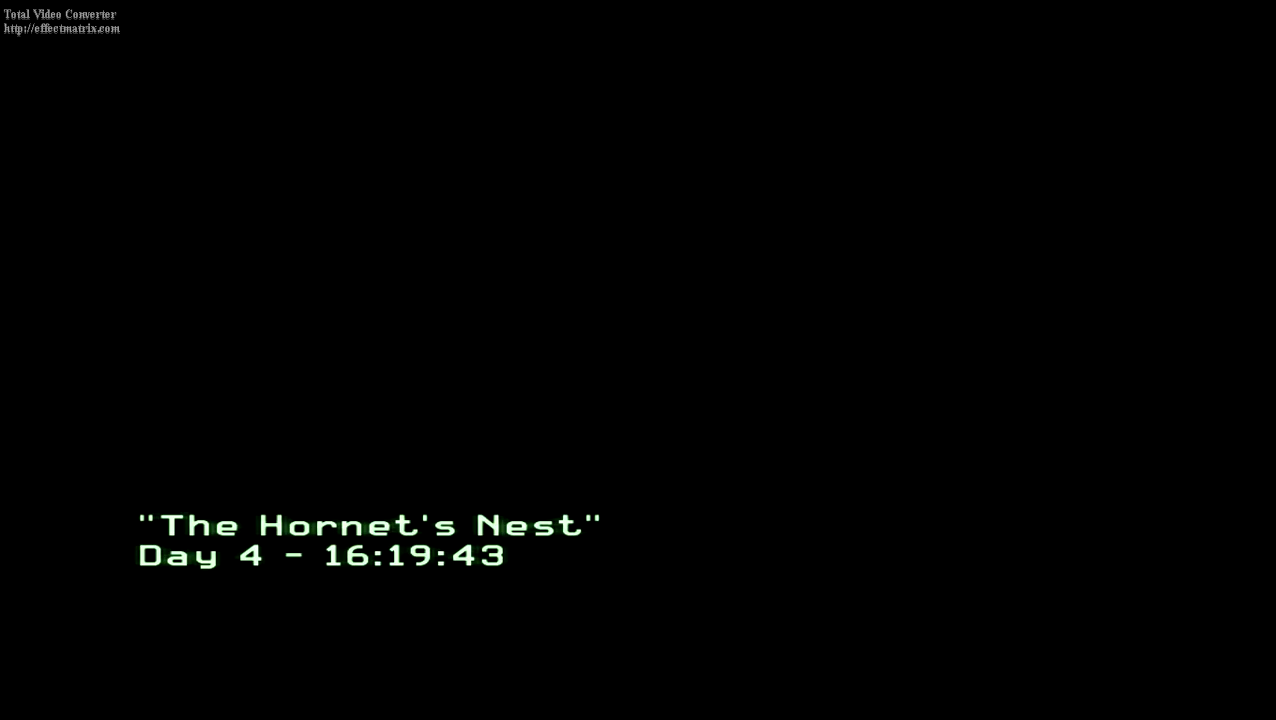 Total Video Converter
http://effectmatrix.com
"The Hornet's Nest"
Day 4 - 16:19:43